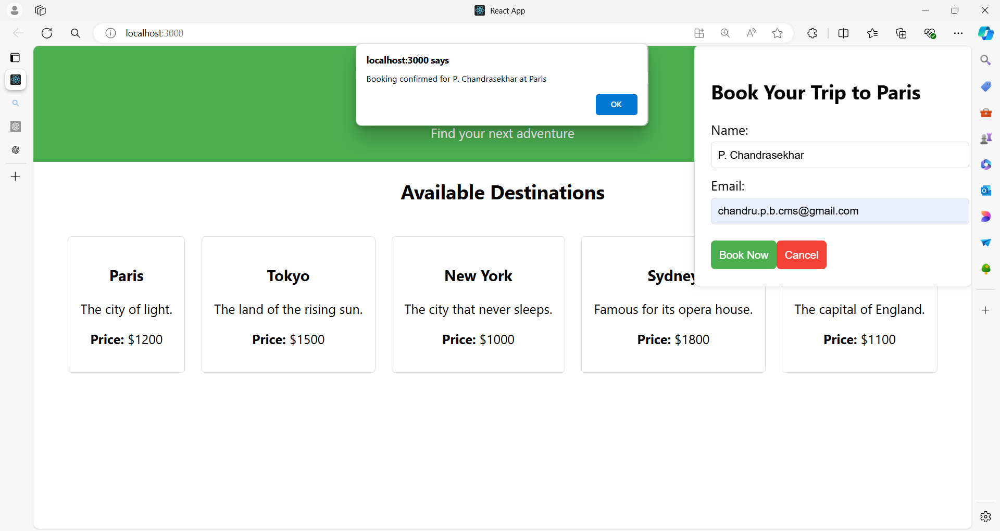 React App
localhost:3000
localhost:3000 says
Booking confirmed for P. Chandrasekhar at Paris
OK
Find your next adventure
Book Your Trip to Paris
Name:
P. Chandrasekhar
Email:
chandru.p.b.cms@gmail.com
Book Now Cancel
Available Destinations
Paris
The city of light.
Price: $1200
Tokyo
The land of the rising sun.
Price: $1500
New York
The city that never sleeps.
Price: $1000
Sydney
Famous for its opera house.
Price: $1800
The capital of England.
Price: $1100